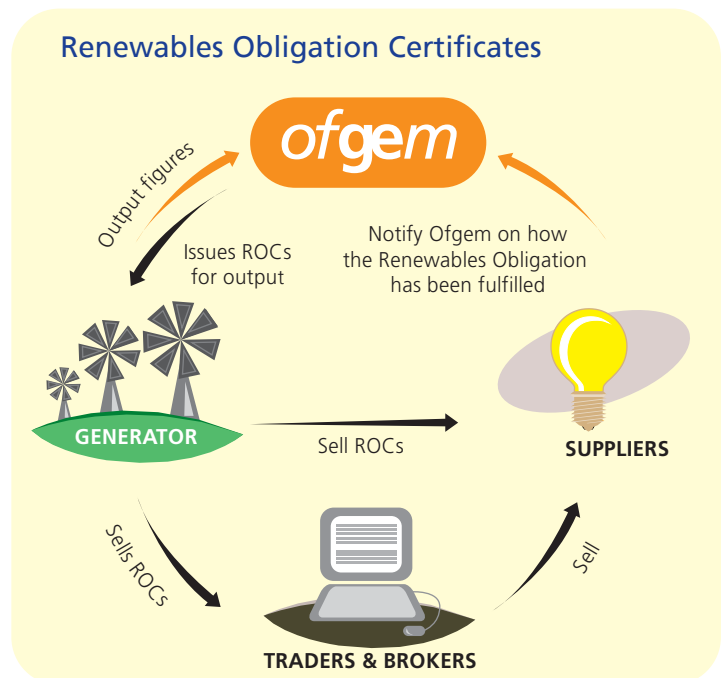 Renewables Obligation Certificates
ofgem
Output figures
Issues ROCs
for output
Notify Ofgem on how
the Renewables Obligation
has been fulfilled
GENERATOR
Sell ROCs
SUPPLIERS
Sells ROCs
Sell
TRADERS & BROKERS